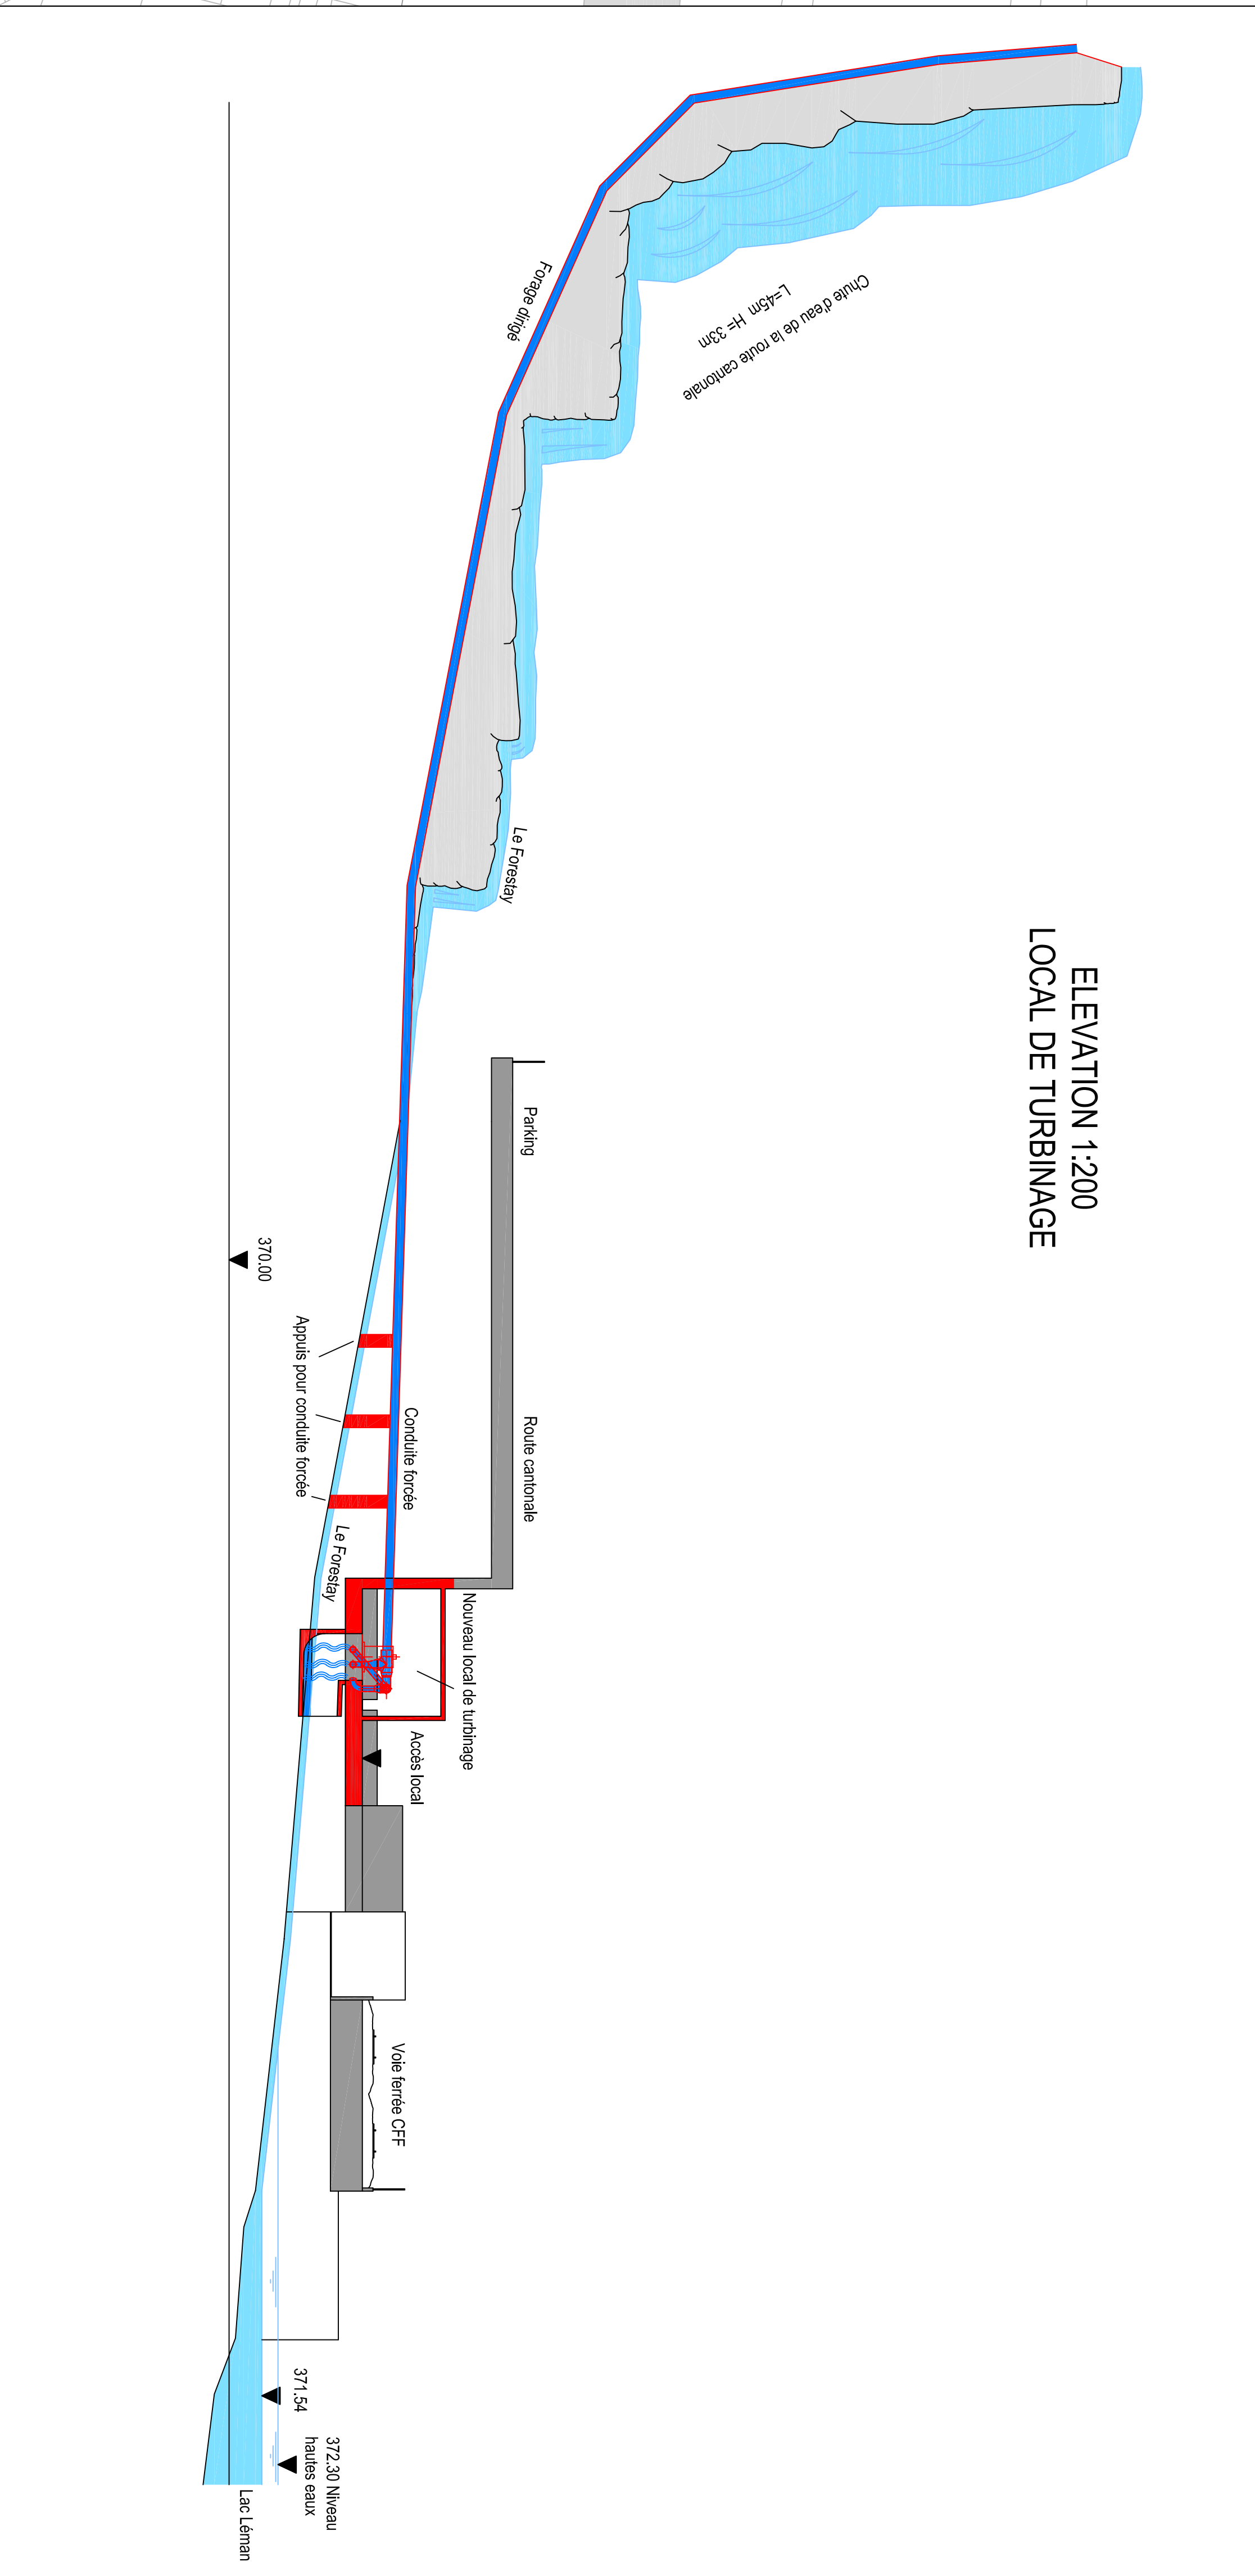 ELEVATION 1:200
LOCAL DE TURBINAGE
Chute d'eau de la route cantonale
L=45m H= 33m
Forage dirigé
Le Forestay
Parking
Route cantonale
370.00
Conduite forcée
Appuis pour conduite forcée
Le Forestay
Nouveau local de turbinage
Accès local
Voie ferrée CFF
371.54
372.30 Niveau
hautes eaux
Lac Léman